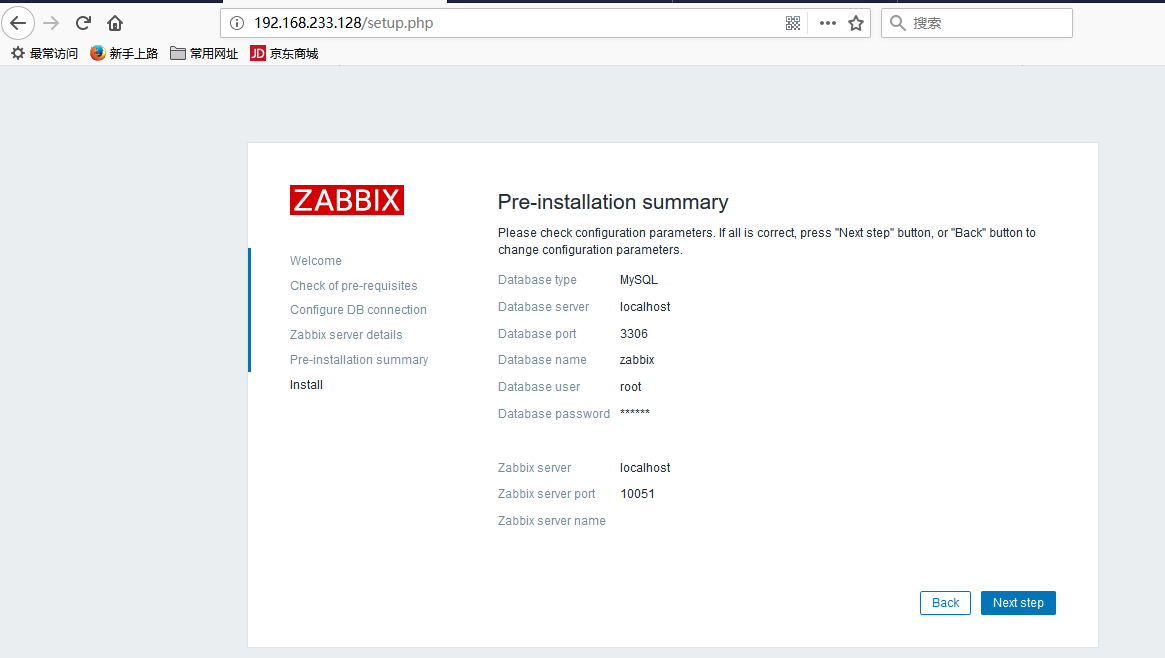 192.168.233.128/setup.php
搜索
最常访问 新手上路 常用网址 JD 京东商城
ZABBIX
Welcome
Check of pre-requisites
Configure DB connection
Zabbix server details
Pre-installation summary
Install
Pre-installation summary
Please check configuration parameters. If all is correct, press "Next step" button, or "Back" button to
change configuration parameters.
Database type MySQL
Database server localhost
Database port 3306
Database name zabbix
Database user root
Database password ******
Zabbix server localhost
Zabbix server port 10051
Zabbix server name
Back Next step